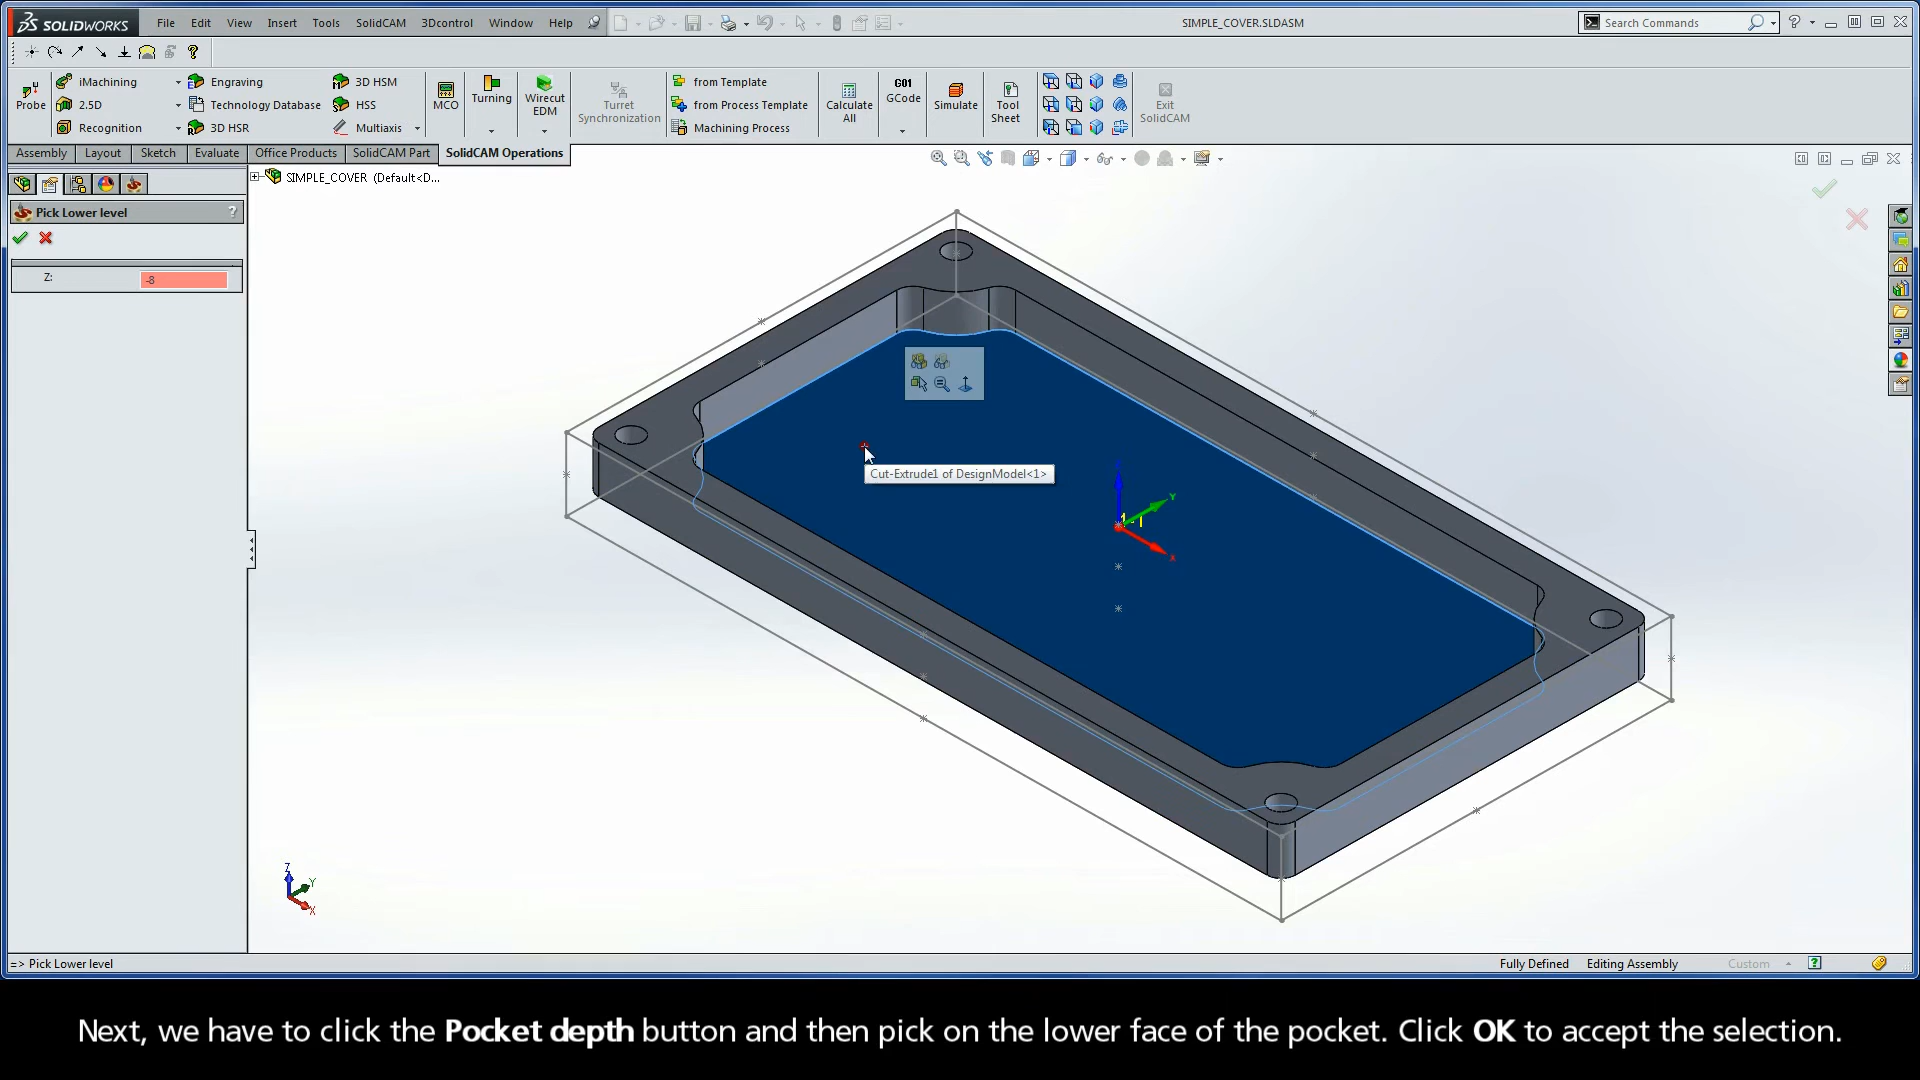 SOLIDWORKS
File Edit View Insert Tools SolidCAM 3Dcontrol Window Help
SIMPLE_COVER.SLDASM
Search Commands
Probe
iMachining
2.5D
Recognition
Engraving
Technology Database
3D HSR
3D HSM
HSS
Multiaxis
MCO
Turning
Wirecut
EDM
Turret
Synchronization
from Template
from Process Template
Machining Process
Calculate
All
G01
GCode
Simulate
Tool
Sheet
Exit
SolidCAM
Assembly Layout Sketch Evaluate Office Products SolidCAM Part SolidCAM Operations
SIMPLE_COVER (Default<D...
Pick Lower level
?
Z: -8
Cut-Extrude1 of DesignModel<1>
Y
X
Z
Y
X
=> Pick Lower level
Fully Defined Editing Assembly Custom
Next, we have to click the Pocket depth button and then pick on the lower face of the pocket. Click OK to accept the selection.